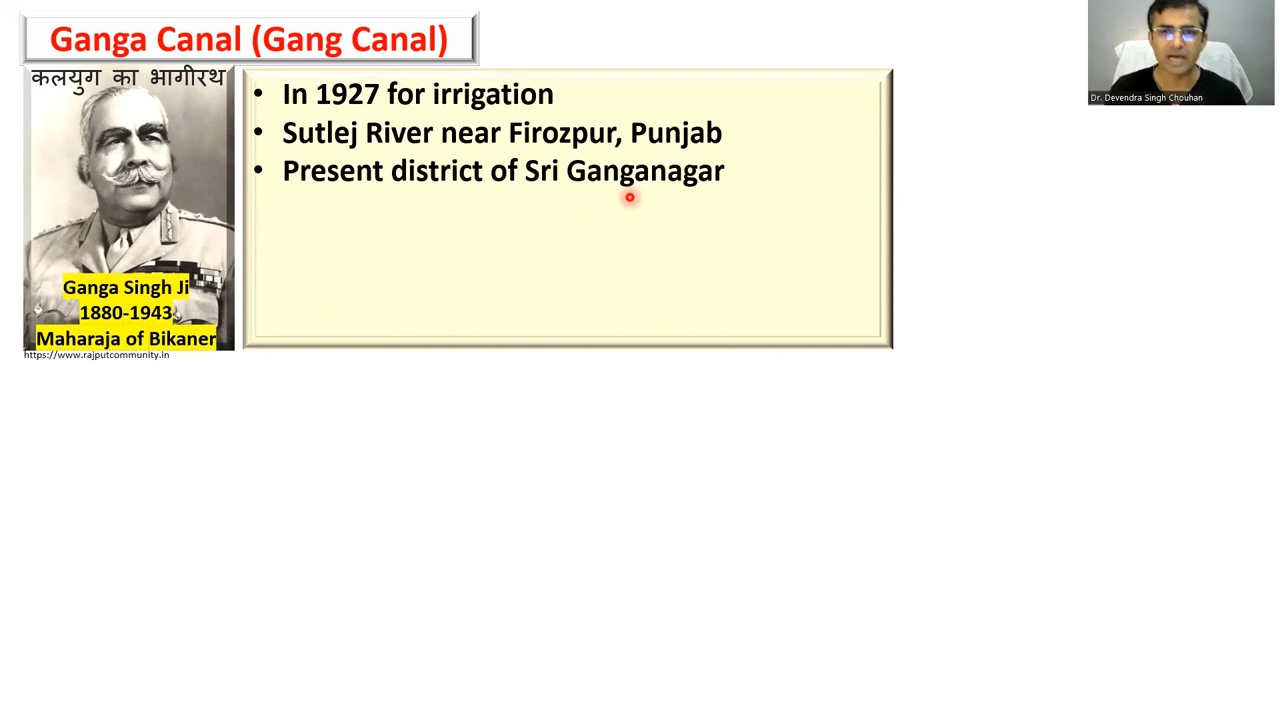 Ganga Canal (Gang Canal)
कलयुग का भागीरथ
Ganga Singh Ji
1880-1943
Maharaja of Bikaner
https://www.rajputcommunity.in
• In 1927 for irrigation
• Sutlej River near Firozpur, Punjab
• Present district of Sri Ganganagar
Dr. Devendra Singh Chouhan